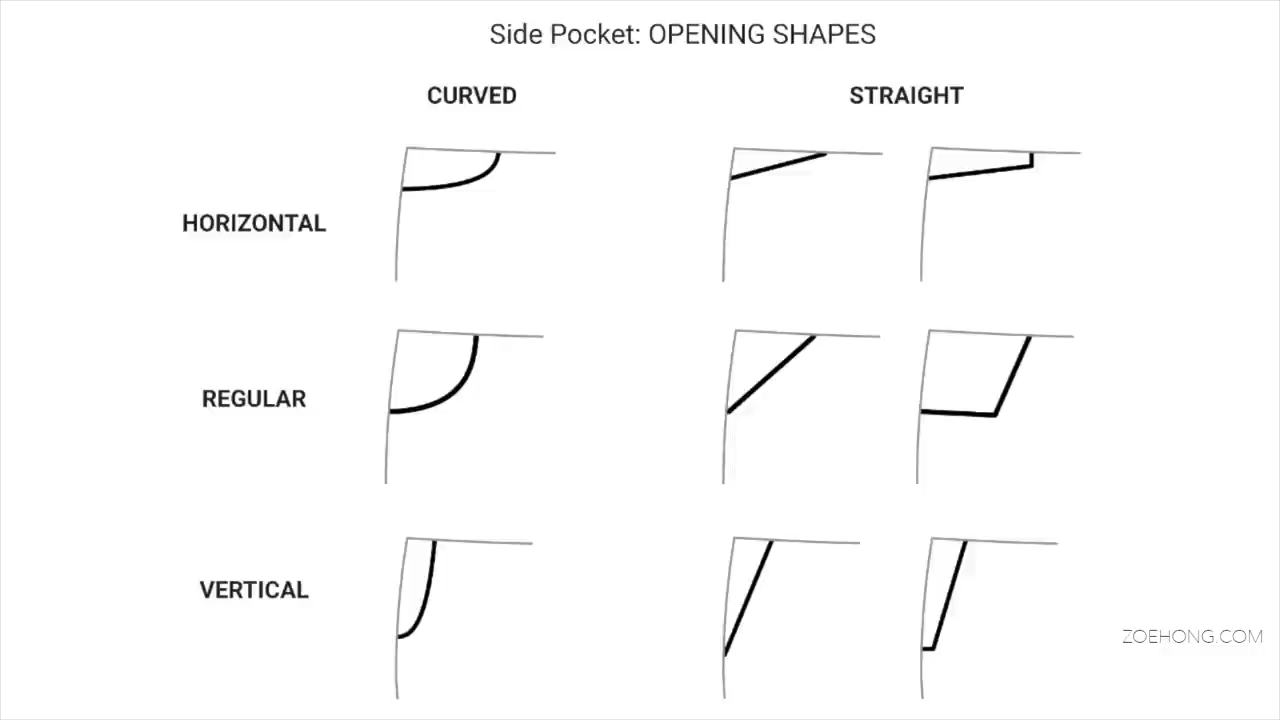 Side Pocket: OPENING SHAPES
CURVED
STRAIGHT
HORIZONTAL
REGULAR
VERTICAL
ZOEHONG.COM